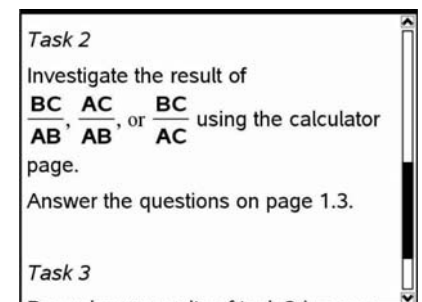 Task 2
Investigate the result of
BC/AB, AC/AB, or BC/AC using the calculator
page.
Answer the questions on page 1.3.
Task 3